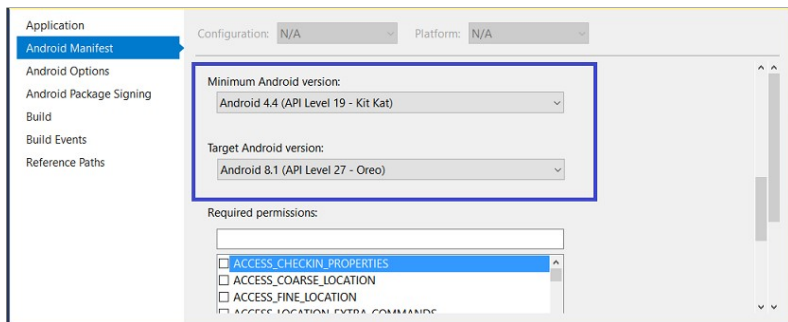 Application
Android Manifest
Android Options
Android Package Signing
Build
Build Events
Reference Paths
Configuration: N/A Platform: N/A
Minimum Android version:
Android 4.4 (API Level 19 - Kit Kat)
Target Android version:
Android 8.1 (API Level 27 - Oreo)
Required permissions:
ACCESS_CHECKIN_PROPERTIES
ACCESS_COARSE_LOCATION
ACCESS_FINE_LOCATION
ACCESS_LOCATION_EXTRA_COMMANDS